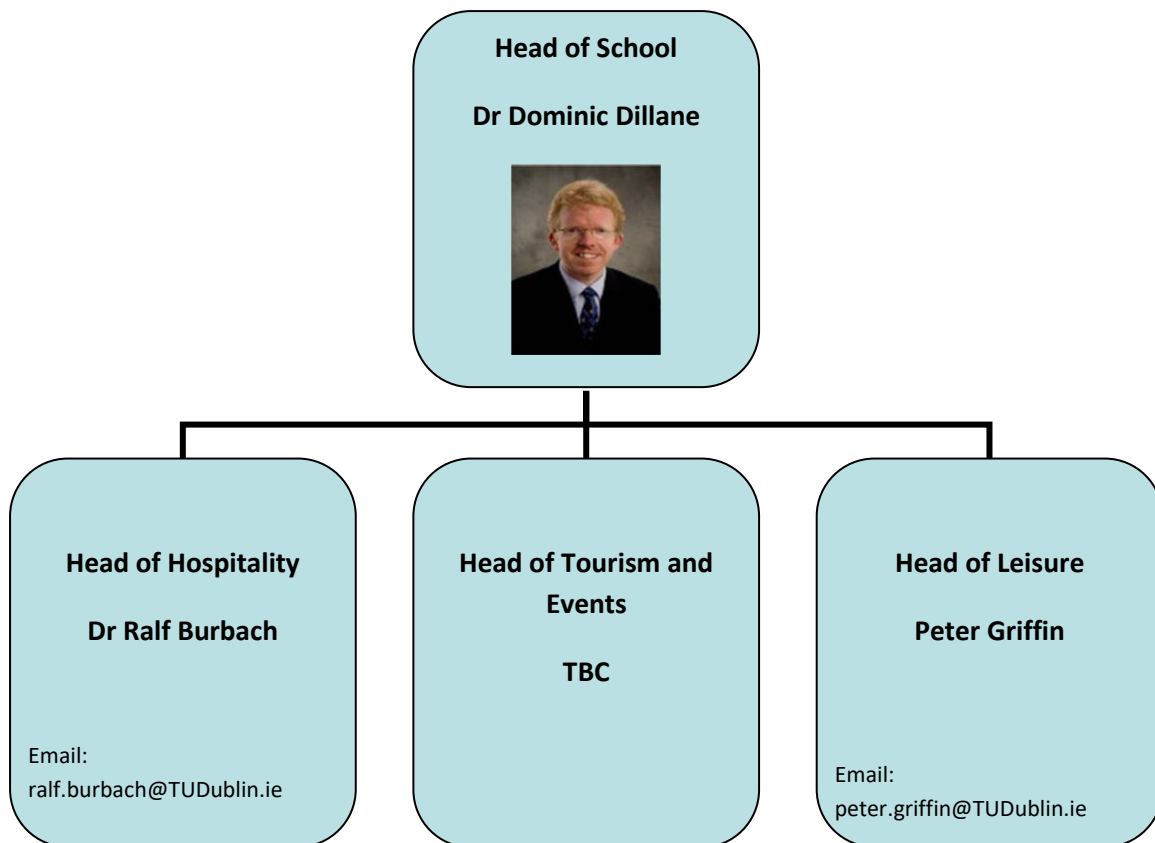 Head of School
Dr Dominic Dillane
Head of Hospitality
Dr Ralf Burbach
Email:
ralf.burbach@TUDublin.ie
Head of Tourism and
Events
TBC
Head of Leisure
Peter Griffin
Email:
peter.griffin@TUDublin.ie